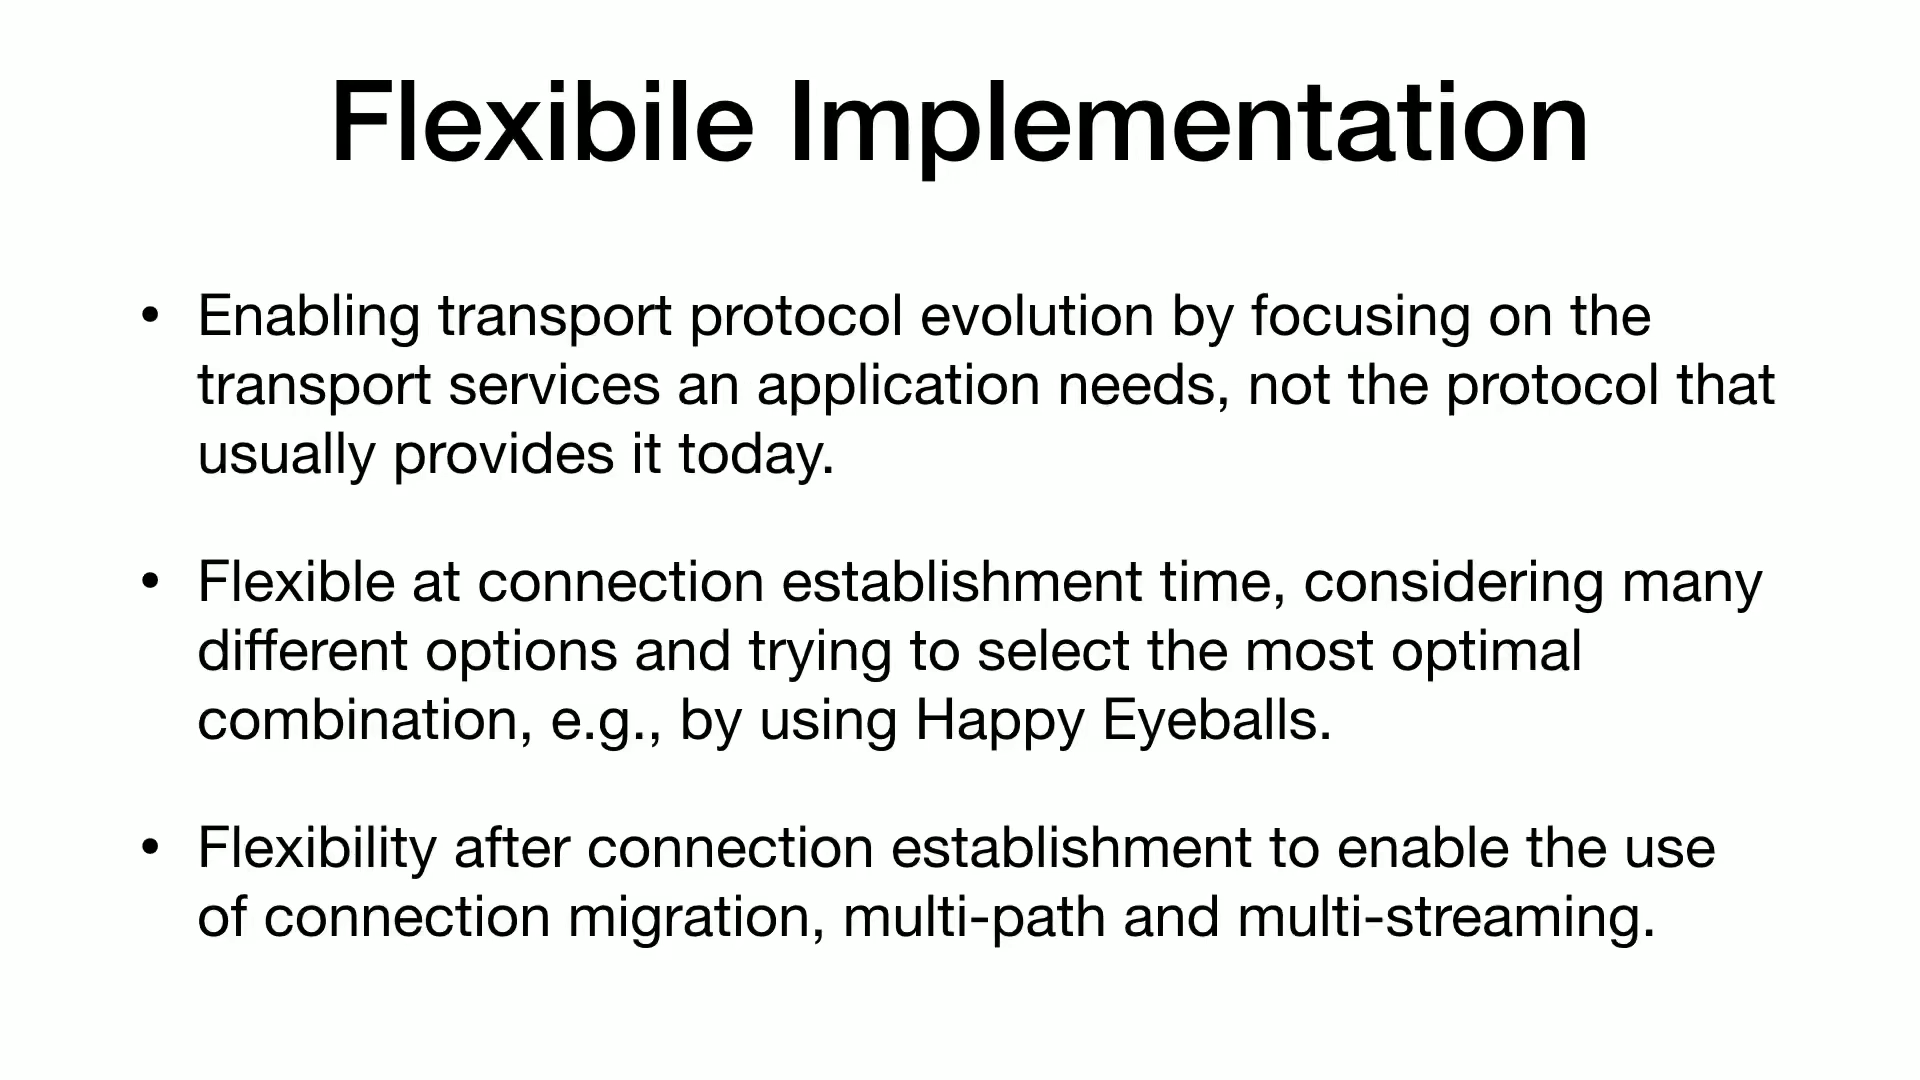 Flexibile Implementation
• Enabling transport protocol evolution by focusing on the
transport services an application needs, not the protocol that
usually provides it today.
• Flexible at connection establishment time, considering many
different options and trying to select the most optimal
combination, e.g., by using Happy Eyeballs.
• Flexibility after connection establishment to enable the use
of connection migration, multi-path and multi-streaming.